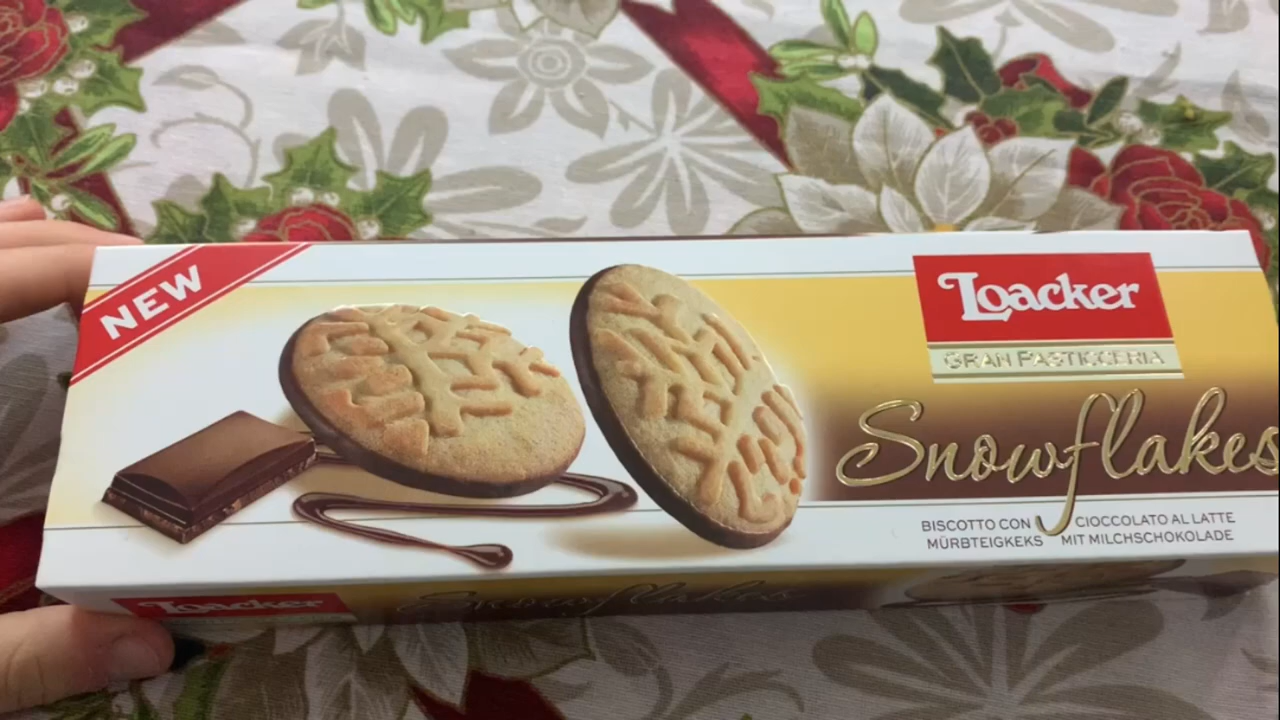 NEW
Loacker
GRAN PASTICCERIA
Snowflakes
BISCOTTO CON CIOCCOLATO AL LATTE
MÜRBTEIGKEKS MIT MILCHSCHOKOLADE
Loacker
Snowflakes